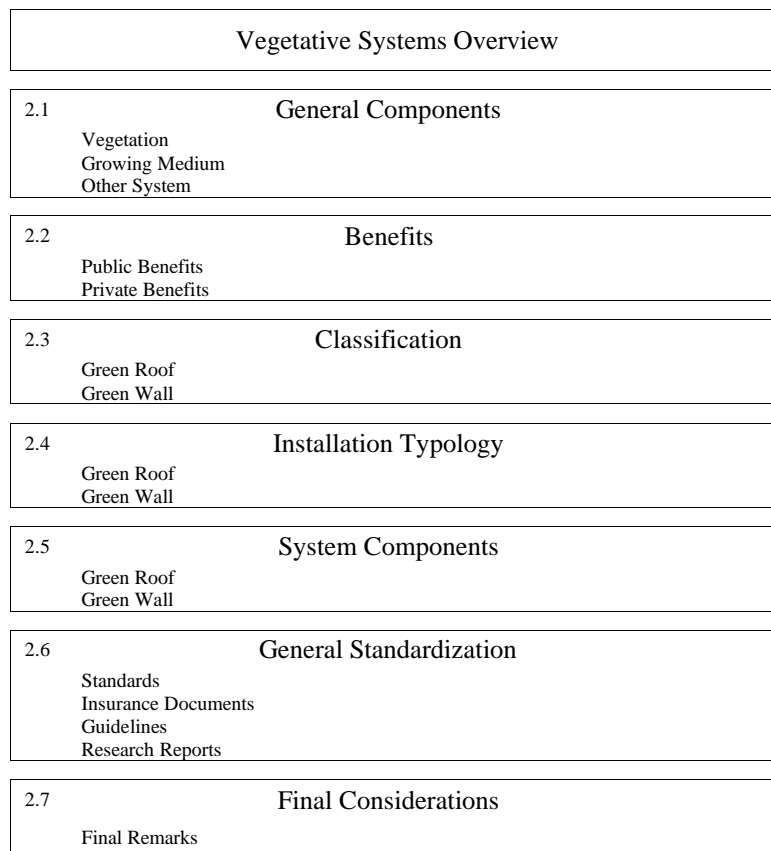 Vegetative Systems Overview
2.1 General Components
Vegetation
Growing Medium
Other System
2.2 Benefits
Public Benefits
Private Benefits
2.3 Classification
Green Roof
Green Wall
2.4 Installation Typology
Green Roof
Green Wall
2.5 System Components
Green Roof
Green Wall
2.6 General Standardization
Standards
Insurance Documents
Guidelines
Research Reports
2.7 Final Considerations
Final Remarks